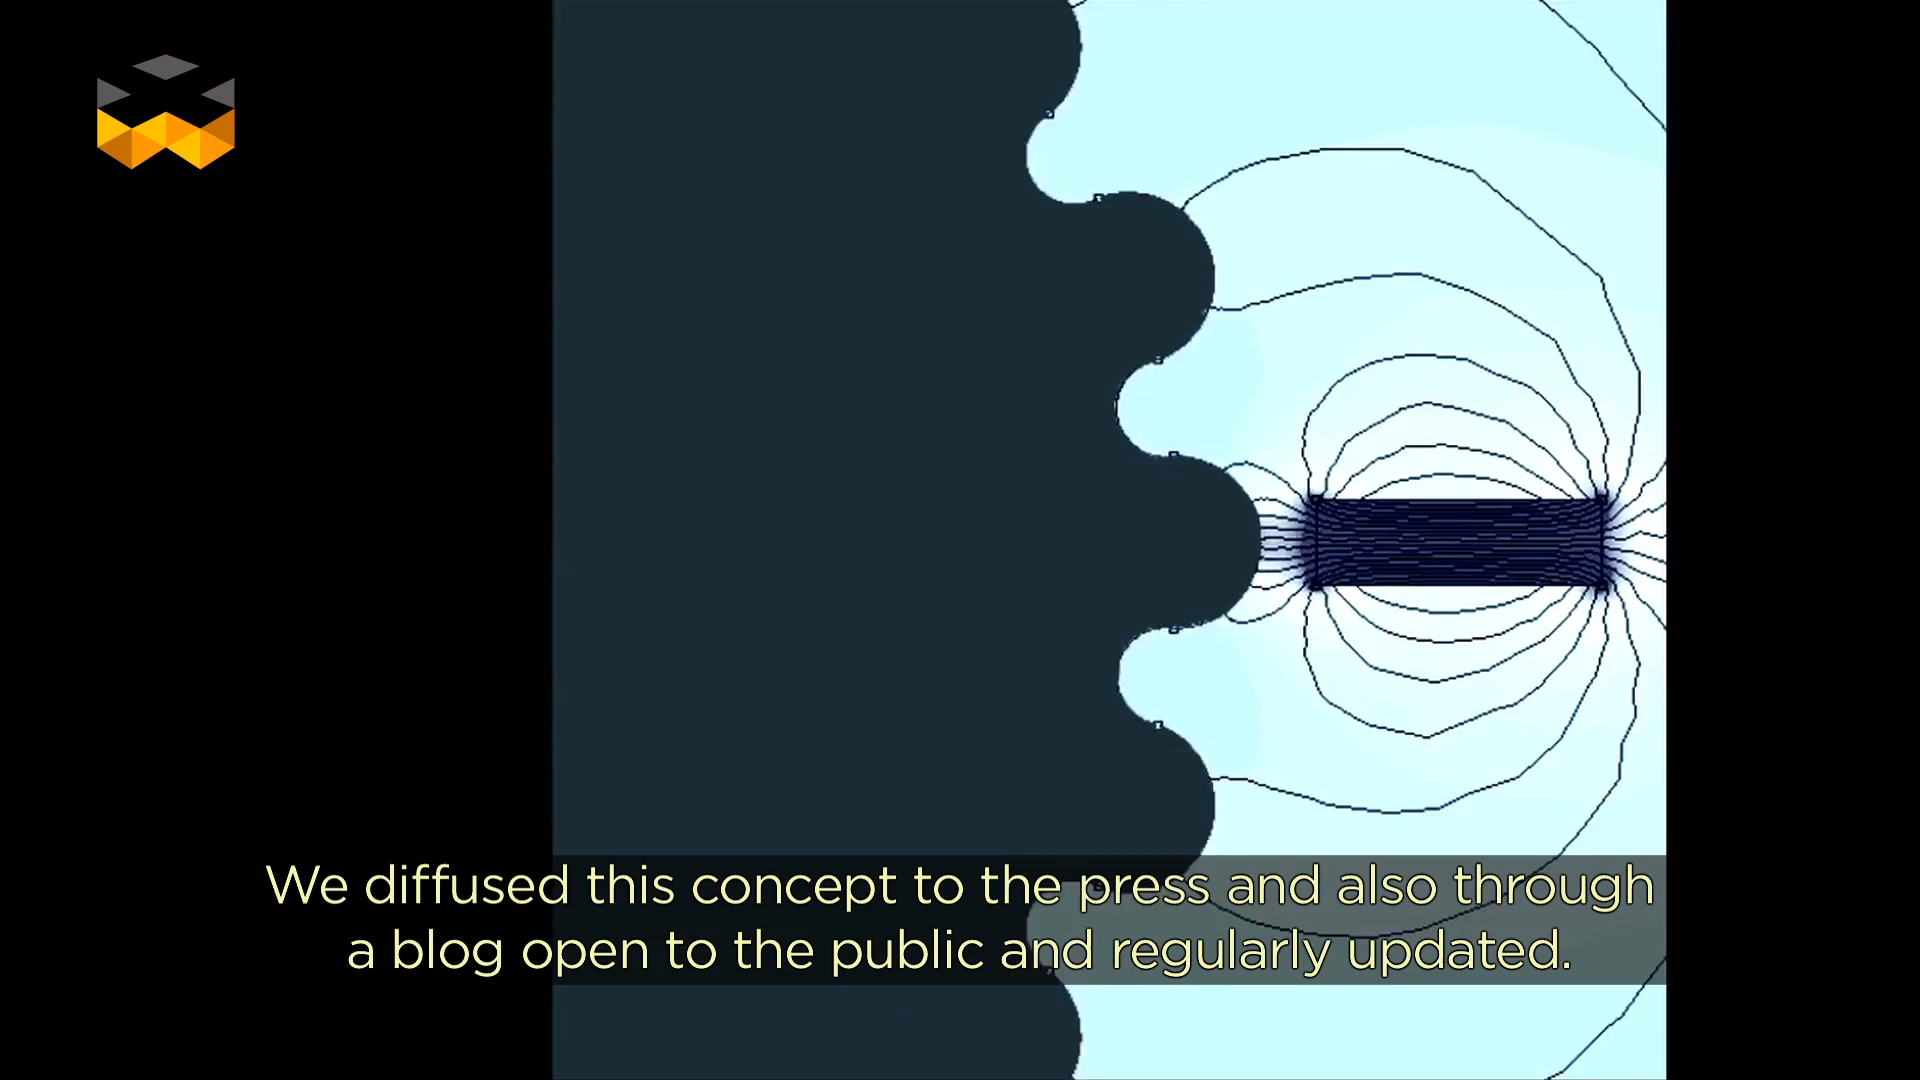 We diffused this concept to the press and also through
a blog open to the public and regularly updated.